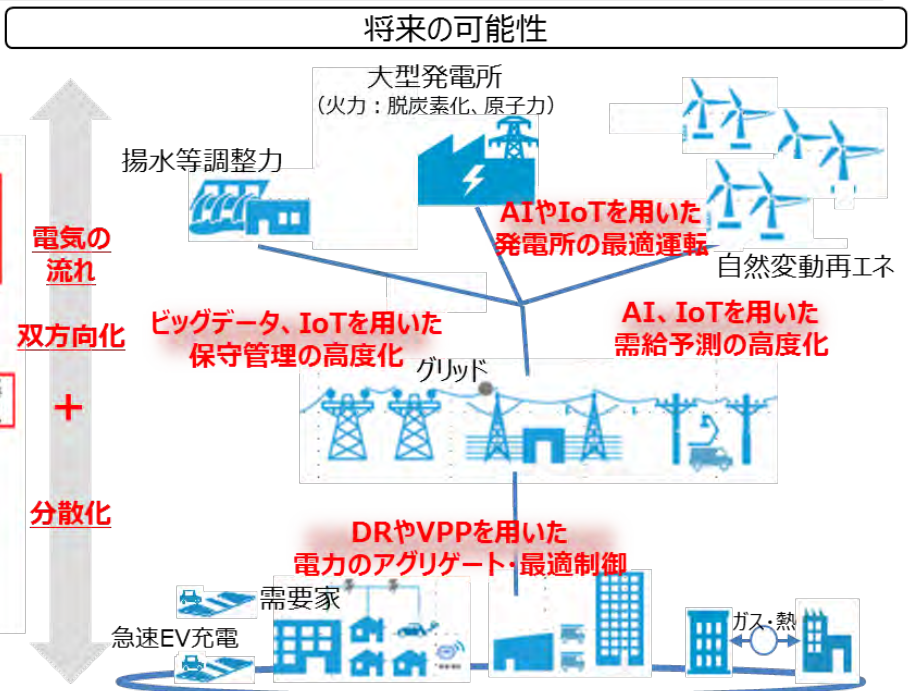 将来の可能性
大型発電所
（火力：脱炭素化、原子力）
揚水等調整力
AIやIoTを用いた
発電所の最適運転
自然変動再エネ
電気の
流れ
双方向化
＋
分散化
ビッグデータ、IoTを用いた
保守管理の高度化
AI、IoTを用いた
需給予測の高度化
グリッド
DRやVPPを用いた
電力のアグリゲート・最適制御
需要家
急速EV充電
ガス・熱